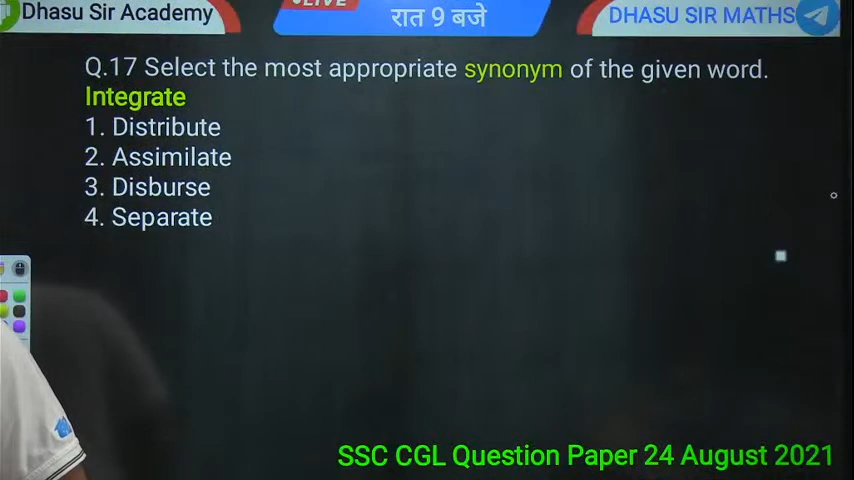 Dhasu Sir Academy
LIVE
रात 9 बजे
DHASU SIR MATHS
Q.17 Select the most appropriate synonym of the given word.
Integrate
1. Distribute
2. Assimilate
3. Disburse
4. Separate
SSC CGL Question Paper 24 August 2021